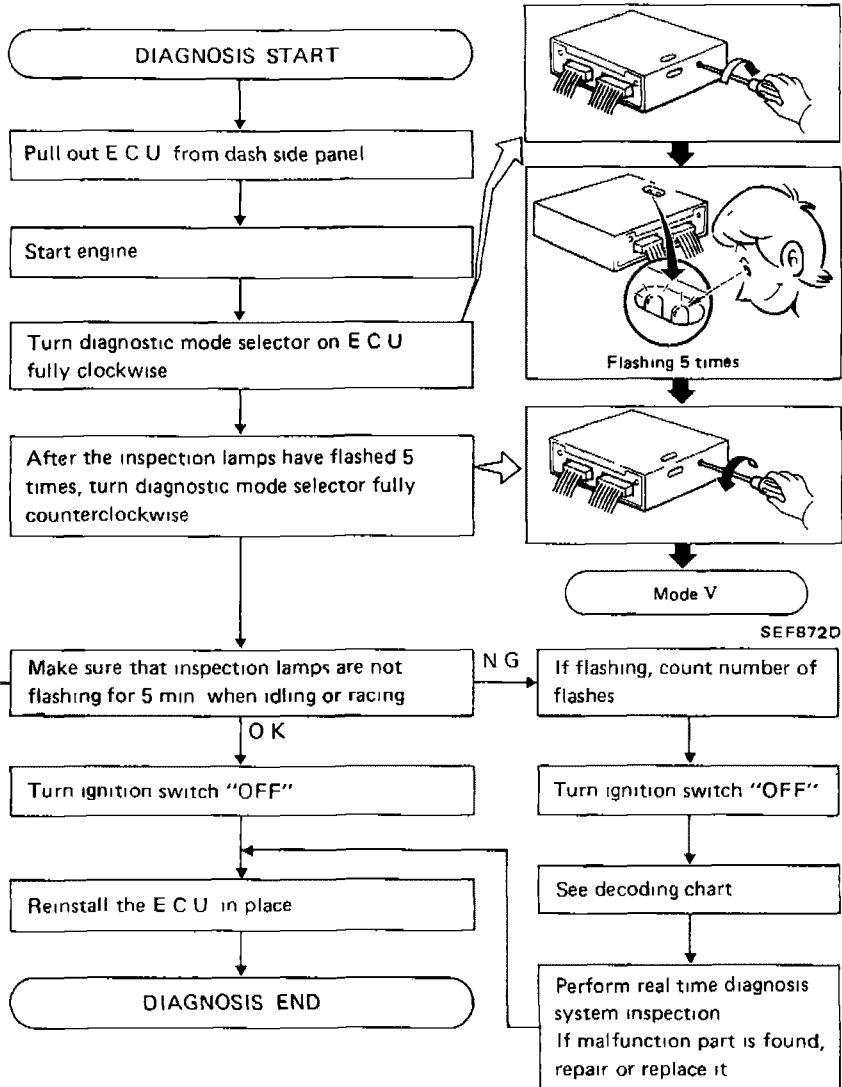 DIAGNOSIS START
Pull out E C U from dash side panel
Start engine
Turn diagnostic mode selector on E C U
fully clockwise
After the inspection lamps have flashed 5
times, turn diagnostic mode selector fully
counterclockwise
Flashing 5 times
Mode V
SEF872D
Make sure that inspection lamps are not
flashing for 5 min when idling or racing
N G
If flashing, count number of
flashes
O K
Turn ignition switch "OFF"
Turn ignition switch "OFF"
Reinstall the E C U in place
See decoding chart
DIAGNOSIS END
Perform real time diagnosis
system inspection
If malfunction part is found,
repair or replace it